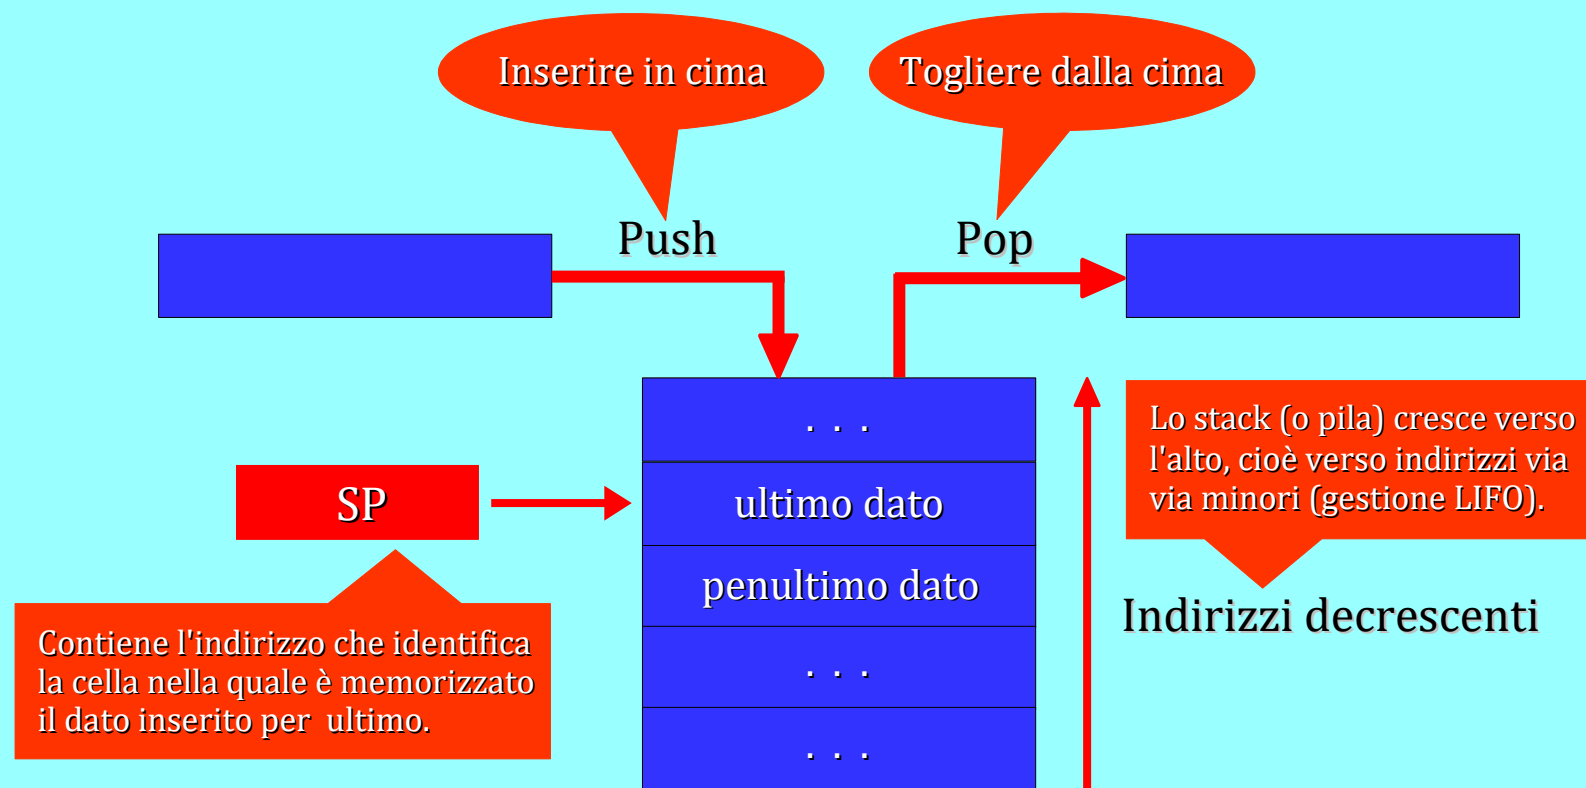 Inserire in cima
Togliere dalla cima
Push
Pop
. . .
Lo stack (o pila) cresce verso
l'alto, cioè verso indirizzi via
via minori (gestione LIFO).
SP
ultimo dato
penultimo dato
Indirizzi decrescenti
Contiene l'indirizzo che identifica
la cella nella quale è memorizzato
il dato inserito per ultimo.
. . .
. . .